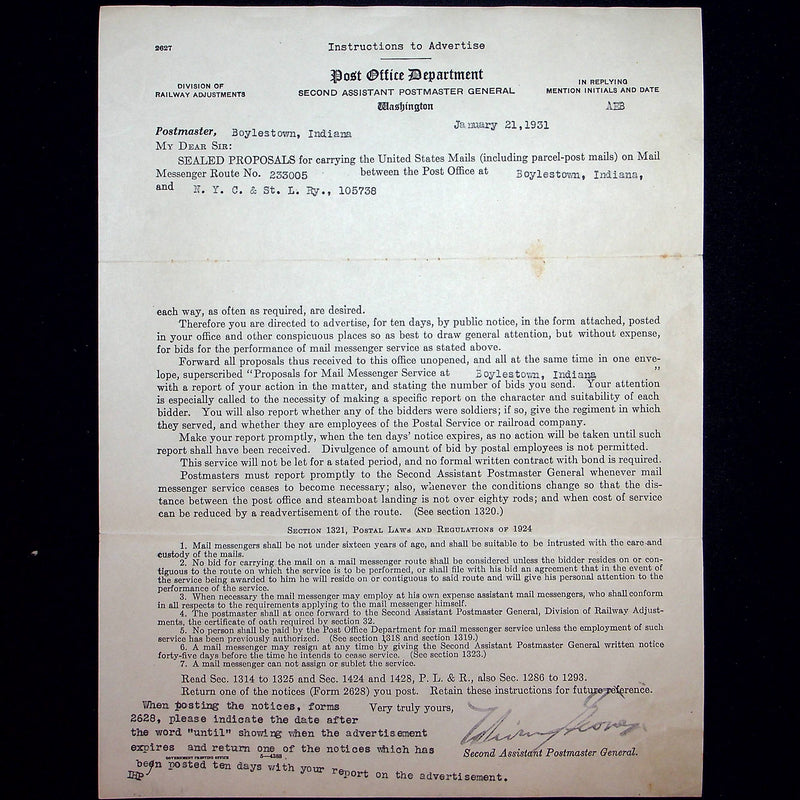 2627
Instructions to Advertise
Post Office Department
DIVISION OF
RAILWAY ADJUSTMENTS
SECOND ASSISTANT POSTMASTER GENERAL
Washington
IN REPLYING
MENTION INITIALS AND DATE
AEB
January 21,1931
Postmaster, Boylestown, Indiana
MY DEAR SIR:
SEALED PROPOSALS for carrying the United States Mails (including parcel-post mails) on Mail
Messenger Route No. 233005 between the Post Office at Boylestown, Indiana,
and N. Y. C. & St. L. Ry., 105738
each way, as often as required, are desired.
Therefore you are directed to advertise, for ten days, by public notice, in the form attached, posted
in your office and other conspicuous places so as best to draw general attention, but without expense,
for bids for the performance of mail messenger service as stated above.
Forward all proposals thus received to this office unopened, and all at the same time in one enve-
lope, superscribed "Proposals for Mail Messenger Service at Boylestown, Indiana "
with a report of your action in the matter, and stating the number of bids you send. Your attention
is especially called to the necessity of making a specific report on the character and suitability of each
bidder. You will also report whether any of the bidders were soldiers; if so, give the regiment in which
they served, and whether they are employees of the Postal Service or railroad company.
Make your report promptly, when the ten days' notice expires, as no action will be taken until such
report shall have been received. Divulgence of amount of bid by postal employees is not permitted.
This service will not be let for a stated period, and no formal written contract with bond is required.
Postmasters must report promptly to the Second Assistant Postmaster General whenever mail
messenger service ceases to become necessary; also, whenever the conditions change so that the dis-
tance between the post office and steamboat landing is not over eighty rods; and when cost of service
can be reduced by a readvertisement of the route. (See section 1320.)
SECTION 1321, POSTAL LAWS AND REGULATIONS OF 1924
1. Mail messengers shall be not under sixteen years of age, and shall be suitable to be intrusted with the care and
custody of the mails.
2. No bid for carrying the mail on a mail messenger route shall be considered unless the bidder resides on or con-
tiguous to the route on which the service is to be performed, or shall file with his bid an agreement that in the event of
the service being awarded to him he will reside on or contiguous to said route and will give his personal attention to the
performance of the service.
3. When necessary the mail messenger may employ at his own expense assistant mail messengers, who shall conform
in all respects to the requirements applying to the mail messenger himself.
4. The postmaster shall at once forward to the Second Assistant Postmaster General, Division of Railway Adjust-
ments, the certificate of oath required by section 32.
5. No person shall be paid by the Post Office Department for mail messenger service unless the employment of such
service has been previously authorized. (See section 1318 and section 1319.)
6. A mail messenger may resign at any time by giving the Second Assistant Postmaster General written notice
forty-five days before the time he intends to cease service. (See section 1323.)
7. A mail messenger can not assign or sublet the service.
Read Sec. 1314 to 1325 and Sec. 1424 and 1428, P. L. & R., also Sec. 1286 to 1293.
Return one of the notices (Form 2628) you post. Retain these instructions for future reference.
When posting the notices, forms
2628, please indicate the date after
the word "until" showing when the advertisement
expires and return one of the notices which has
been posted ten days with your report on the advertisement.
Very truly yours,
Second Assistant Postmaster General.
GOVERNMENT PRINTING OFFICE
5—4388
IHP